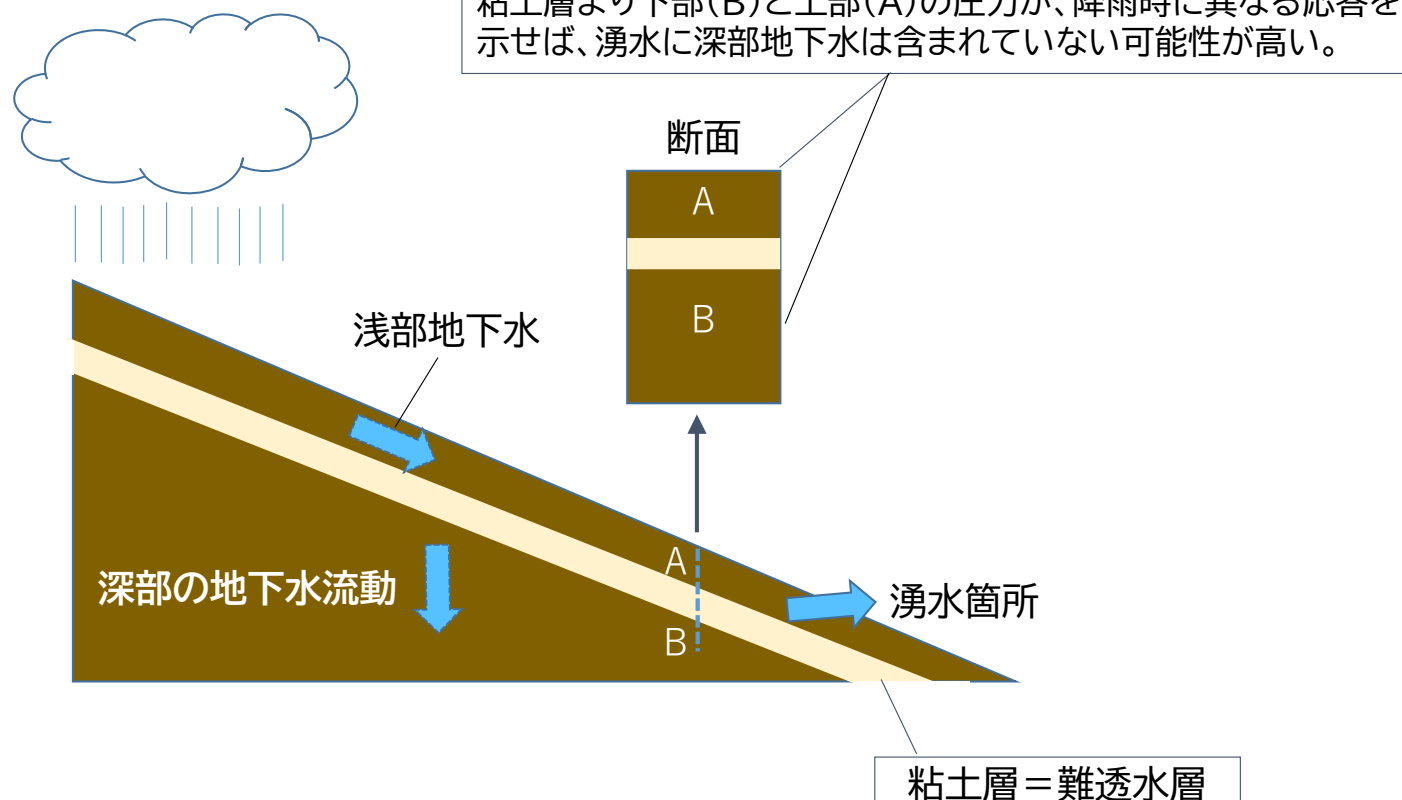 粘土層より下部(B)と上部(A)の圧力が、降雨時に異なる応答を
示せば、湧水に深部地下水は含まれていない可能性が高い。
断面
A
B
浅部地下水
深部の地下水流動
A
B
湧水箇所
粘土層＝難透水層